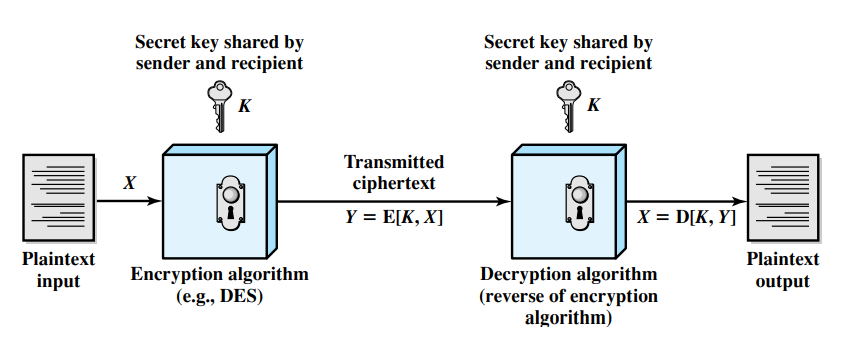 Secret key shared by
sender and recipient
K
Secret key shared by
sender and recipient
K
X
Transmitted
ciphertext
Y = E[K, X]
X = D[K, Y]
Plaintext
input
Encryption algorithm
(e.g., DES)
Decryption algorithm
(reverse of encryption
algorithm)
Plaintext
output